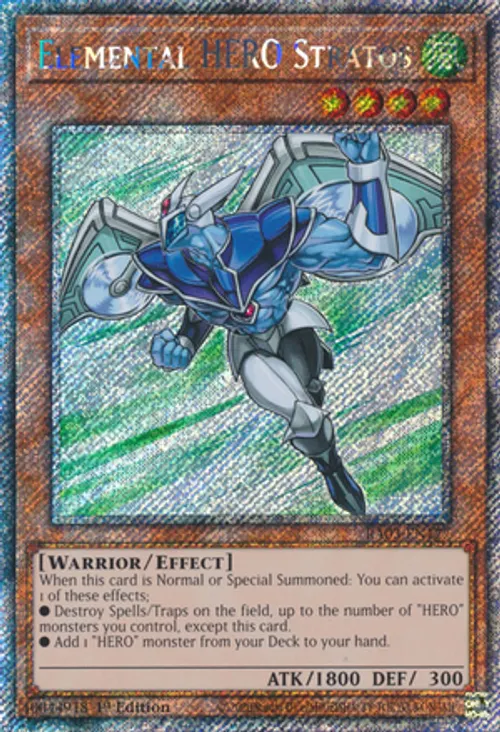 Elemental HERO Stratos
[Warrior/Effect]
When this card is Normal or Special Summoned: You can activate
1 of these effects;
● Destroy Spells/Traps on the field, up to the number of "HERO"
monsters you control, except this card.
● Add 1 "HERO" monster from your Deck to your hand.
ATK/1800 DEF/ 300
1st Edition